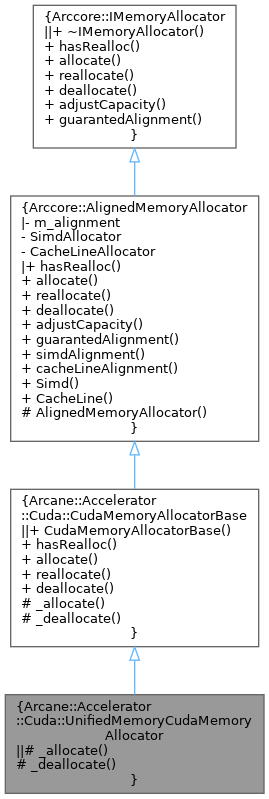 {Arccore::IMemoryAllocator
||+ ~IMemoryAllocator()
+ hasRealloc()
+ allocate()
+ reallocate()
+ deallocate()
+ adjustCapacity()
+ guarantedAlignment()
}
{Arccore::AlignedMemoryAllocator
|- m_alignment
- SimdAllocator
- CacheLineAllocator
|+ hasRealloc()
+ allocate()
+ reallocate()
+ deallocate()
+ adjustCapacity()
+ guarantedAlignment()
+ simdAlignment()
+ cacheLineAlignment()
+ Simd()
+ CacheLine()
# AlignedMemoryAllocator()
}
{Arcane::Accelerator
::Cuda::CudaMemoryAllocatorBase
||+ CudaMemoryAllocatorBase()
+ hasRealloc()
+ allocate()
+ reallocate()
+ deallocate()
# _allocate()
# _deallocate()
}
{Arcane::Accelerator
::Cuda::UnifiedMemoryCudaMemory
Allocator
||# _allocate()
# _deallocate()
}